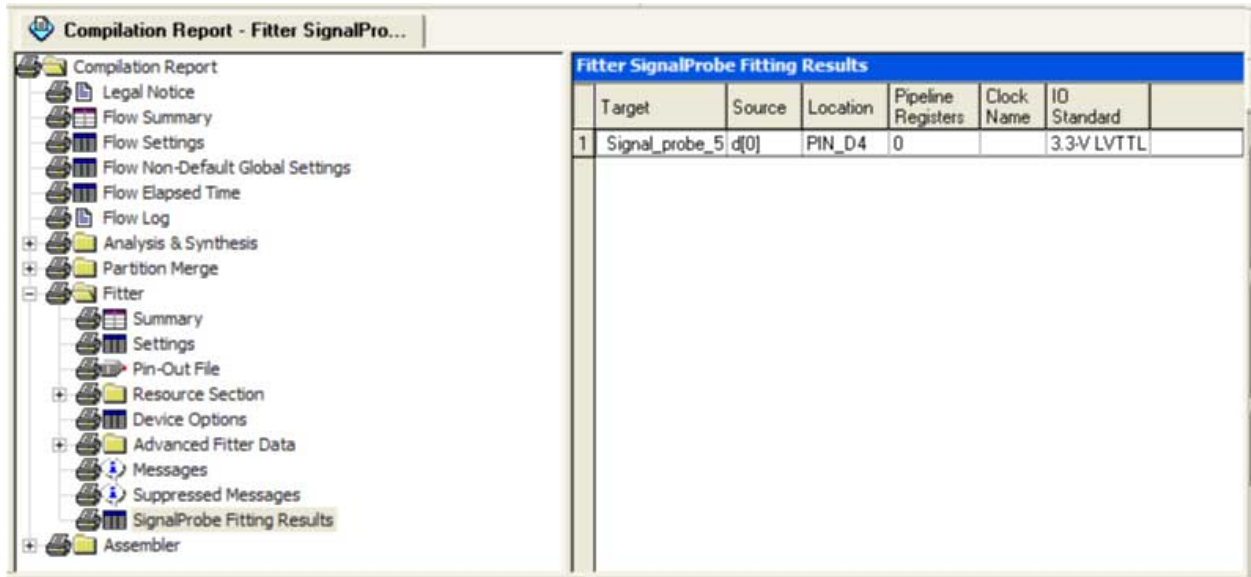 Compilation Report - Fitter SignalPro...
Compilation Report
Legal Notice
Flow Summary
Flow Settings
Flow Non-Default Global Settings
Flow Elapsed Time
Flow Log
Analysis & Synthesis
Partition Merge
Fitter
Summary
Settings
Pin-Out File
Resource Section
Device Options
Advanced Fitter Data
Messages
Suppressed Messages
SignalProbe Fitting Results
Assembler
Fitter SignalProbe Fitting Results
Target Source Location Pipeline Registers Clock Name IO Standard
1 Signal_probe_5 d[0] PIN_D4 0 3.3-V LVTTL